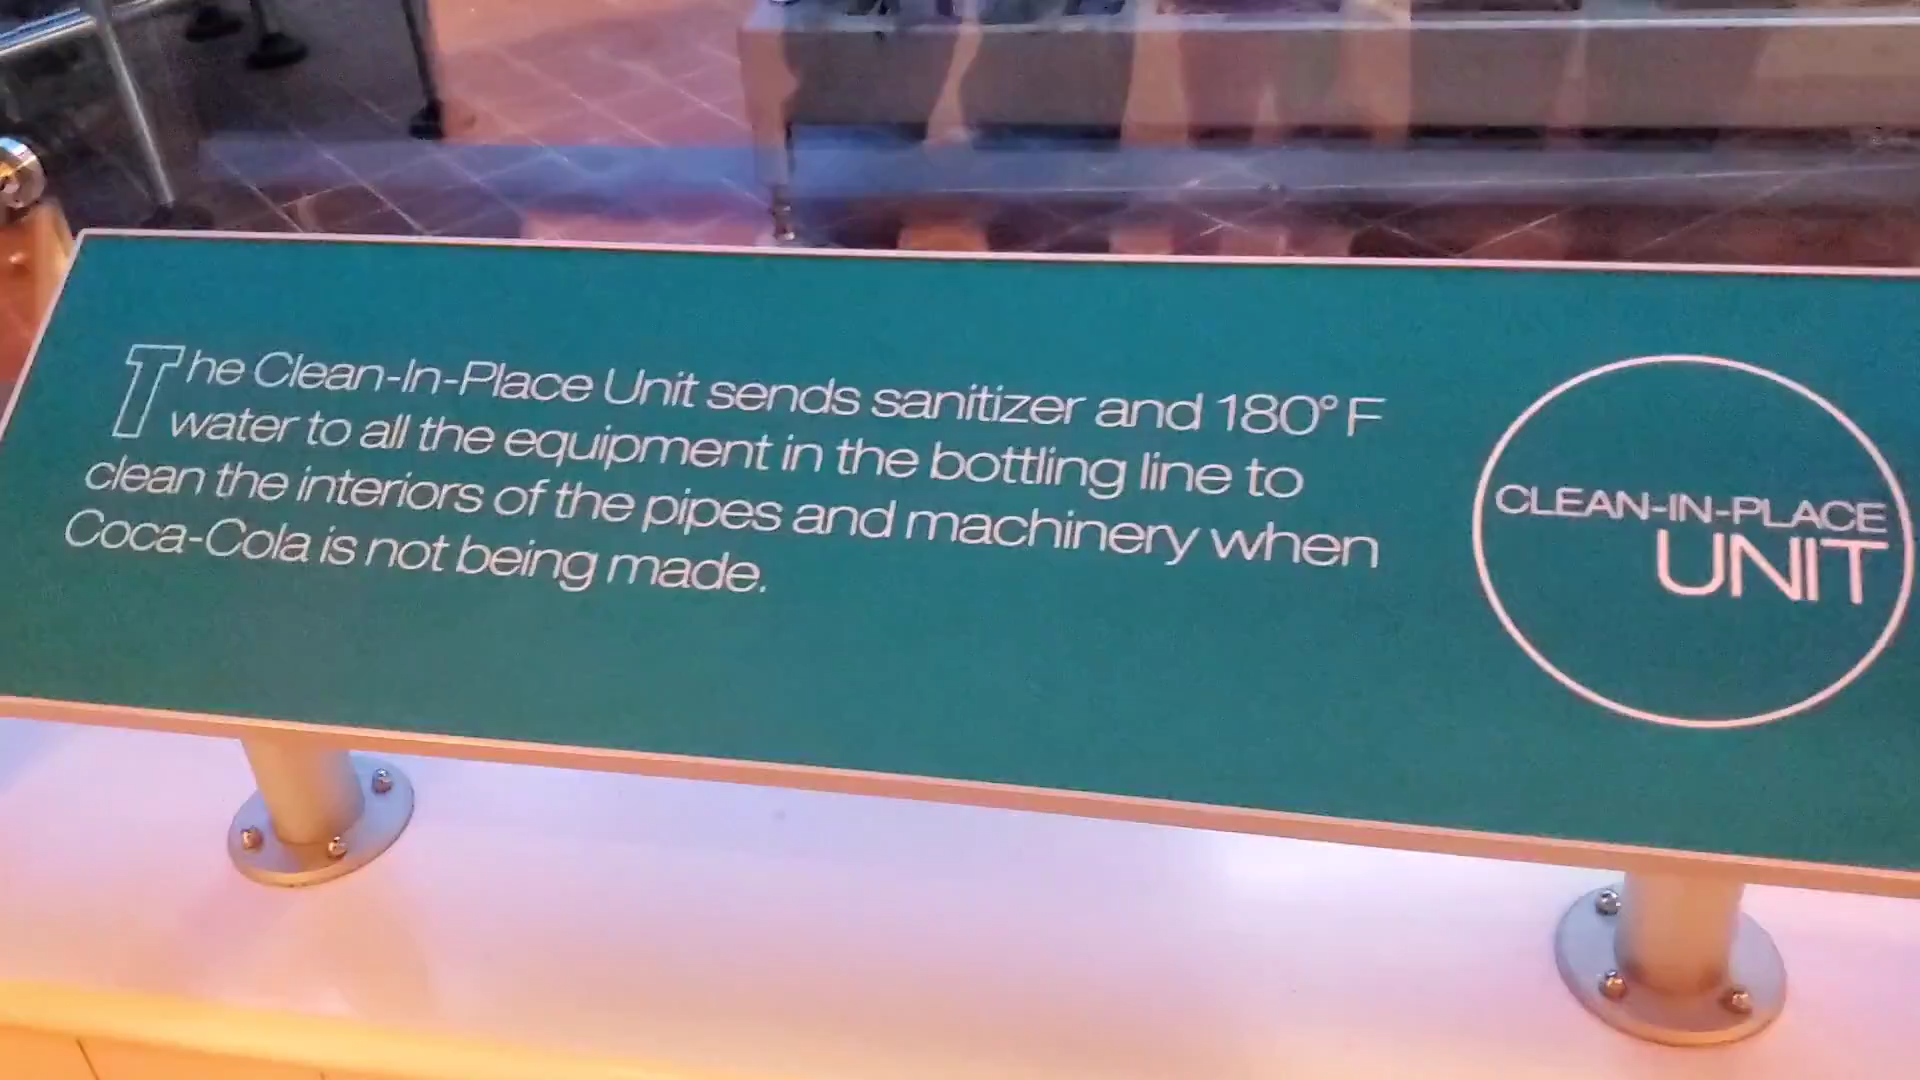 The Clean-In-Place Unit sends sanitizer and 180° F
water to all the equipment in the bottling line to
clean the interiors of the pipes and machinery when
Coca-Cola is not being made.
CLEAN-IN-PLACE
UNIT